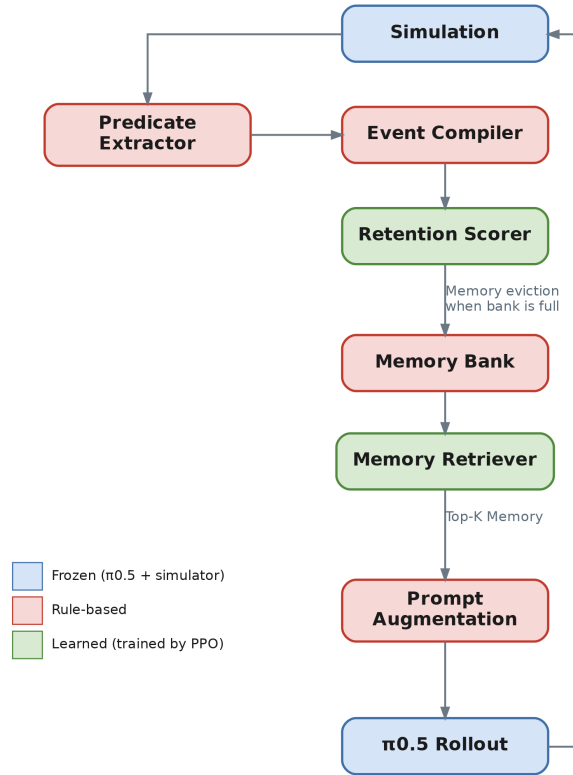 Simulation
Predicate
Extractor
Event Compiler
Retention Scorer
Memory eviction
when bank is full
Memory Bank
Memory Retriever
Top-K Memory
Frozen (π0.5 + simulator)
Rule-based
Learned (trained by PPO)
Prompt
Augmentation
π0.5 Rollout